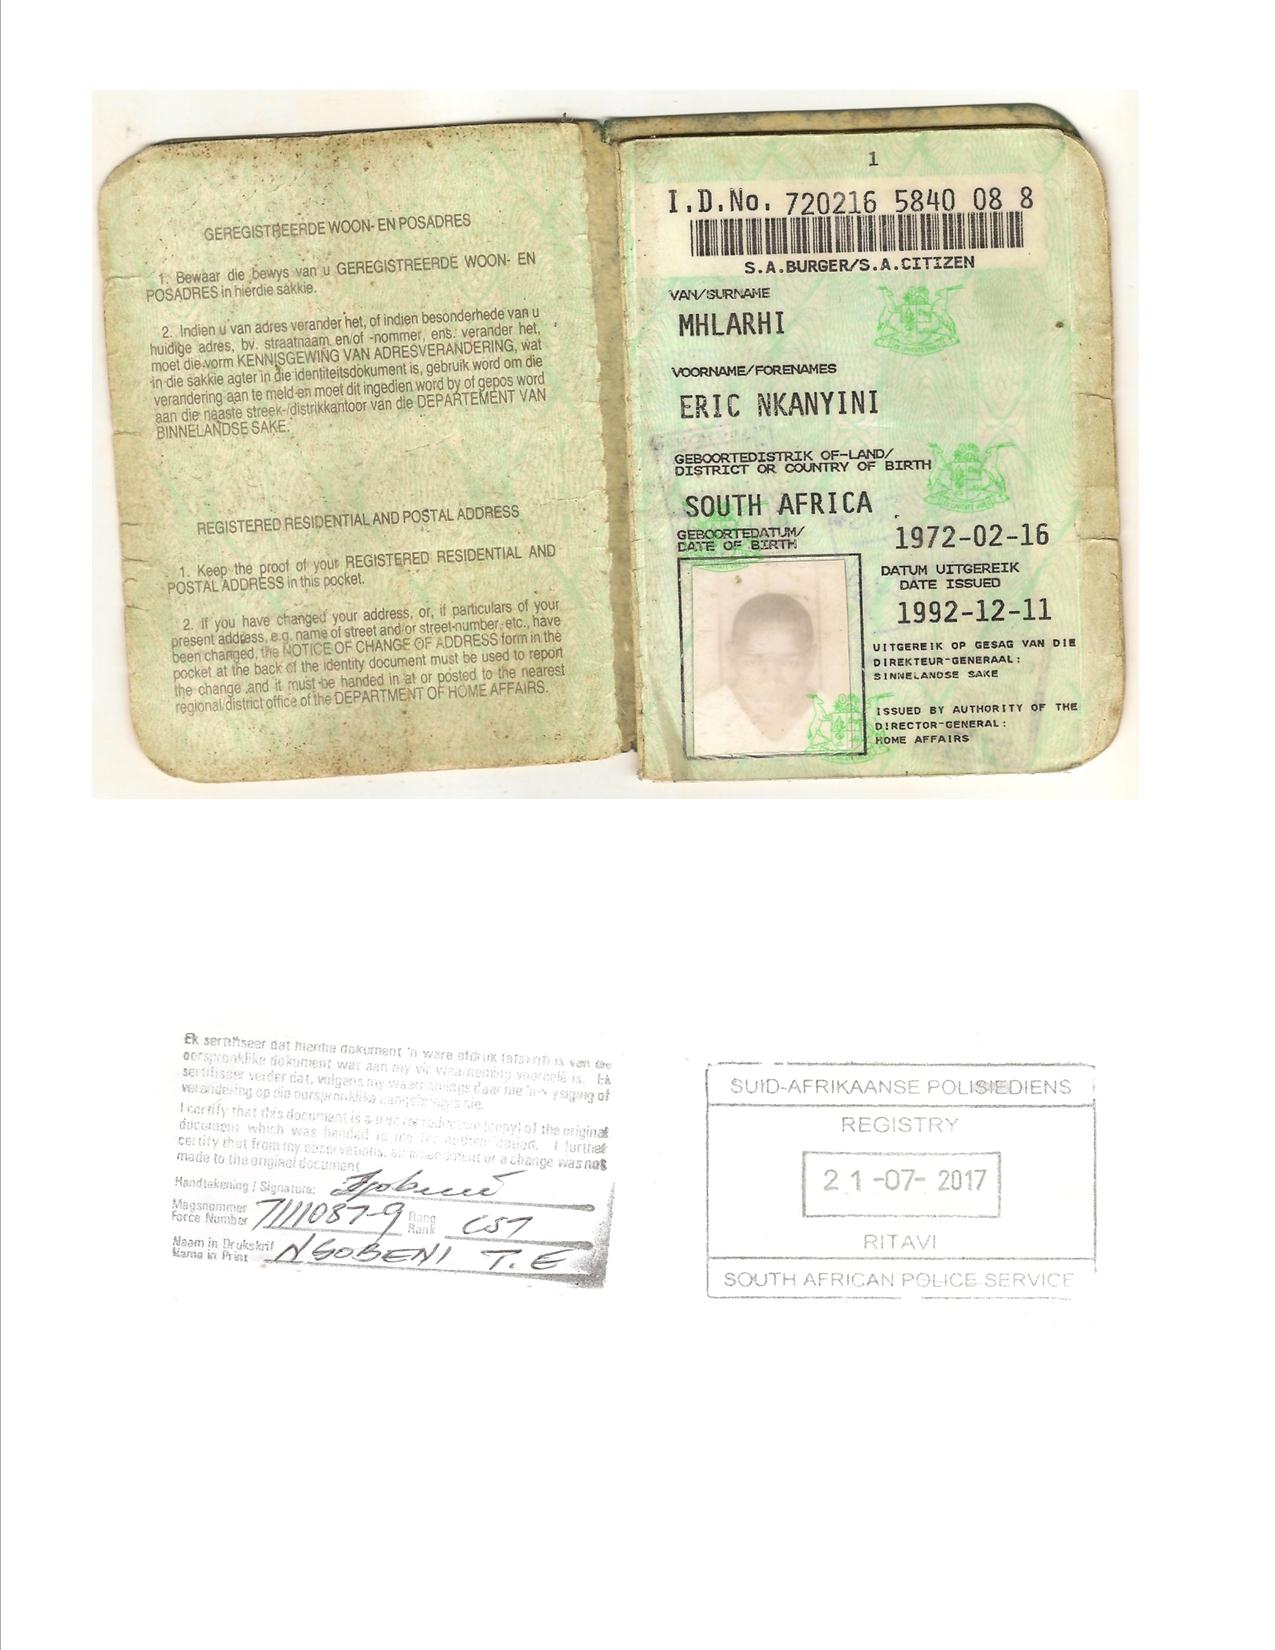 GEREGISTREERDE WOON- EN POSADRES
1. Bewaar die bewys van u GEREGISTREERDE WOON- EN
POSADRES in hierdie sakkie.
2. Indien u van adres verander het, of indien besonderhede van u
huidige adres, bv. straatnaam en/of -nommer, ens. verander het,
moet die vorm KENNISGEWING VAN ADRESVERANDERING, wat
in die sakkie agter in die identiteitsdokument is, gebruik word om die
verandering aan te meld en moet dit ingedien word by of gepos word
aan die naaste streek-/distrikkantoor van die DEPARTEMENT VAN
BINNELANDSE SAKE.
REGISTERED RESIDENTIAL AND POSTAL ADDRESS
1. Keep the proof of your REGISTERED RESIDENTIAL AND
POSTAL ADDRESS in this pocket.
2. If you have changed your address, or, if particulars of your
present address, e.g. name of street and/or street-number, etc., have
been changed, the NOTICE OF CHANGE OF ADDRESS form in the
pocket at the back of the identity document must be used to report
the change and it must be handed in at or posted to the nearest
regional/district office of the DEPARTMENT OF HOME AFFAIRS.
1
I.D.No. 720216 5840 08 8
S.A.BURGER/S.A.CITIZEN
VAN/SURNAME
MHLARHI
VOORNAME/FORENAMES
ERIC NKANYINI
GEBOORTEDISTRIK OF-LAND/
DISTRICT OR COUNTRY OF BIRTH
SOUTH AFRICA
GEBOORTEDATUM/
DATE OF BIRTH
1972-02-16
DATUM UITGEREIK
DATE ISSUED
1992-12-11
UITGEREIK OP GESAG VAN DIE
DIREKTEUR-GENERAAL:
BINNELANDSE SAKE
ISSUED BY AUTHORITY OF THE
DIRECTOR-GENERAL:
HOME AFFAIRS
Ek sertifiseer dat hierdie dokument 'n ware afdruk (afskrif) is van die
oorspronklike dokument wat aan my vir waarneming voorgelê is. Ek
sertifiseer verder dat, volgens my waarnemings daar nie 'n wysiging of
verandering op die oorspronklike aangebring is nie.
I certify that this document is a true reproduction (copy) of the original
document which was handed to me for authentication. I further
certify that from my observations, an amendment or a change was not
made to the original document
Handtekening / Signature:
Magsnommer
Force Number 7111087-9 Rang
Rank CST
Naam in Drukskrif
Name in Print NGOBENI T.E
SUID-AFRIKAANSE POLISIEDIENS
REGISTRY
21-07-2017
RITAVI
SOUTH AFRICAN POLICE SERVICE